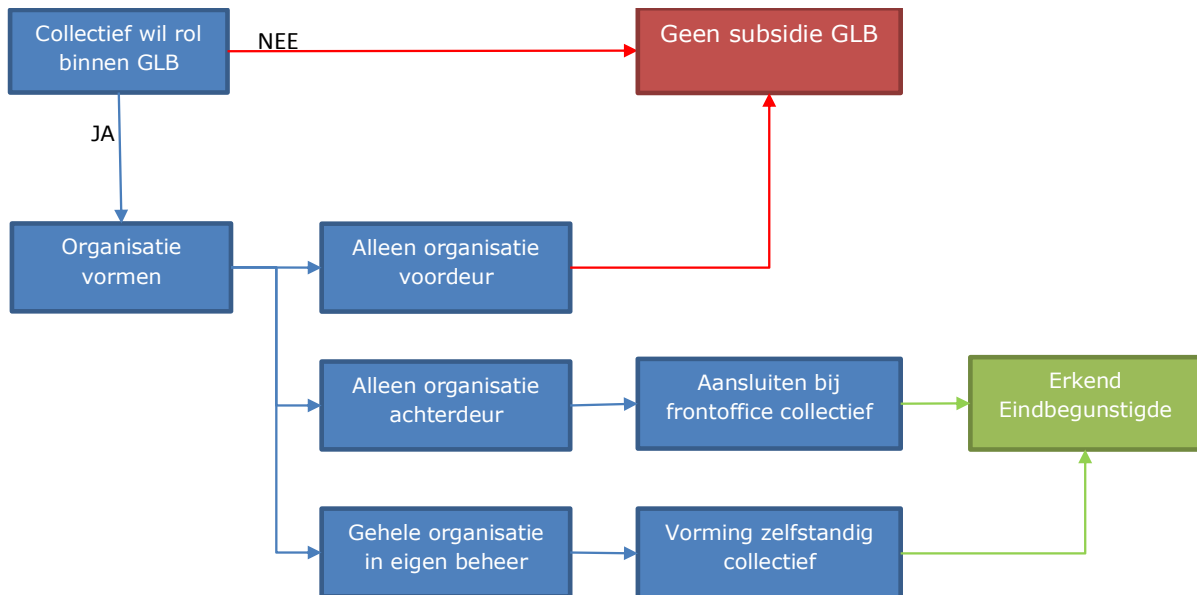 Collectief wil rol
binnen GLB
NEE
Geen subsidie GLB
JA
Organisatie
vormen
Alleen organisatie
voordeur
Alleen organisatie
achterdeur
Aansluiten bij
frontoffice collectief
Erkend
Eindbegunstigde
Gehele organisatie
in eigen beheer
Vorming zelfstandig
collectief